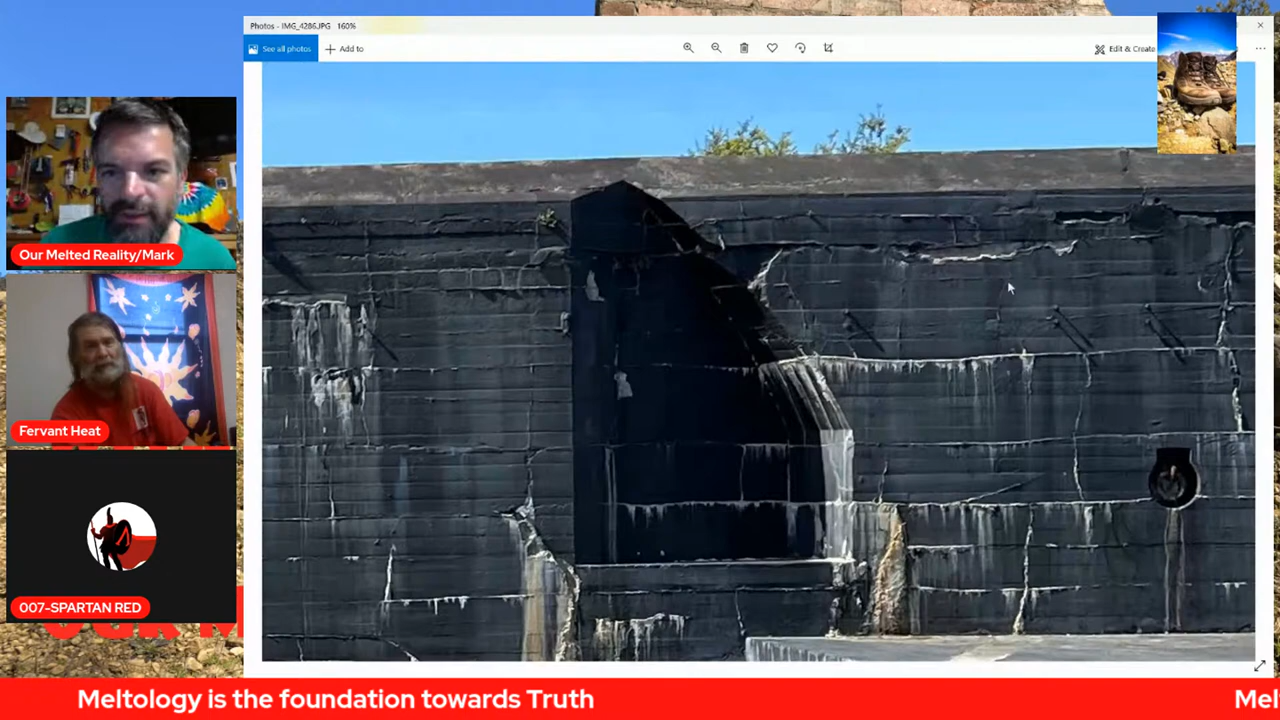 Photos - IMG_4286.JPG 160%
See all photos
Add to
Edit & Create
Our Melted Reality/Mark
Fervant Heat
007-SPARTAN RED
Meltology is the foundation towards Truth
Mel